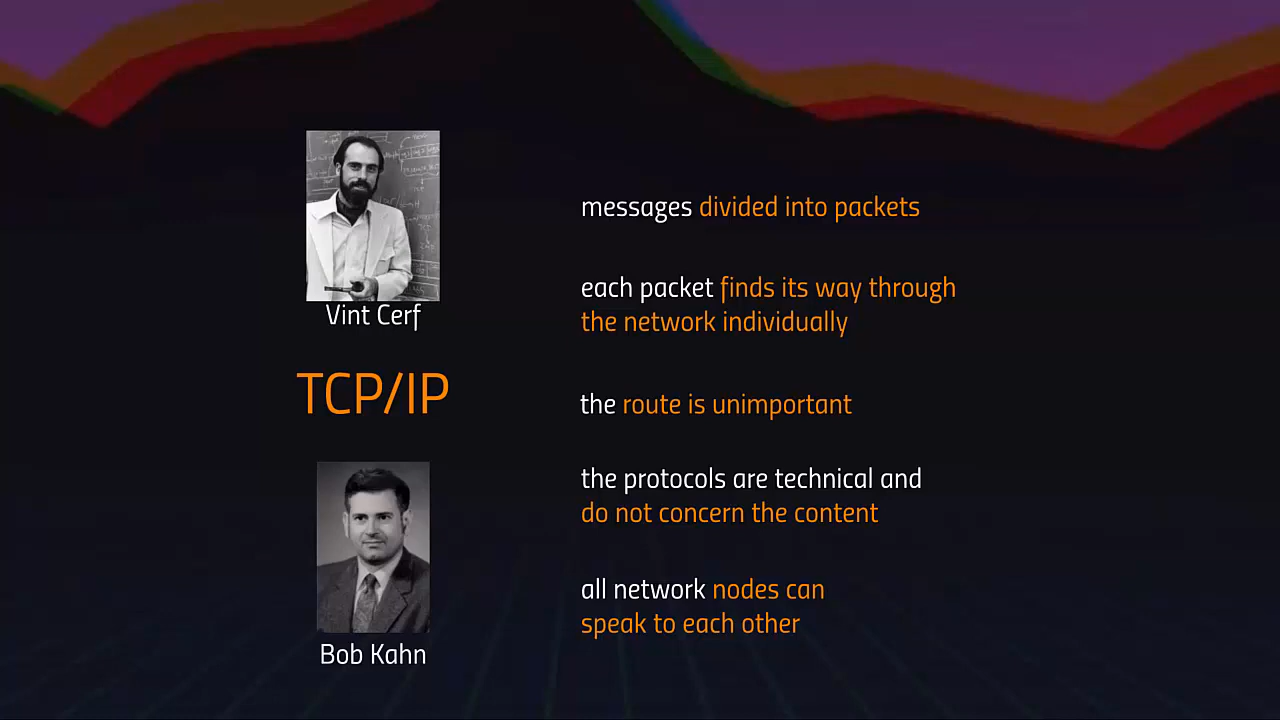 Vint Cerf
TCP/IP
Bob Kahn
messages divided into packets
each packet finds its way through
the network individually
the route is unimportant
the protocols are technical and
do not concern the content
all network nodes can
speak to each other